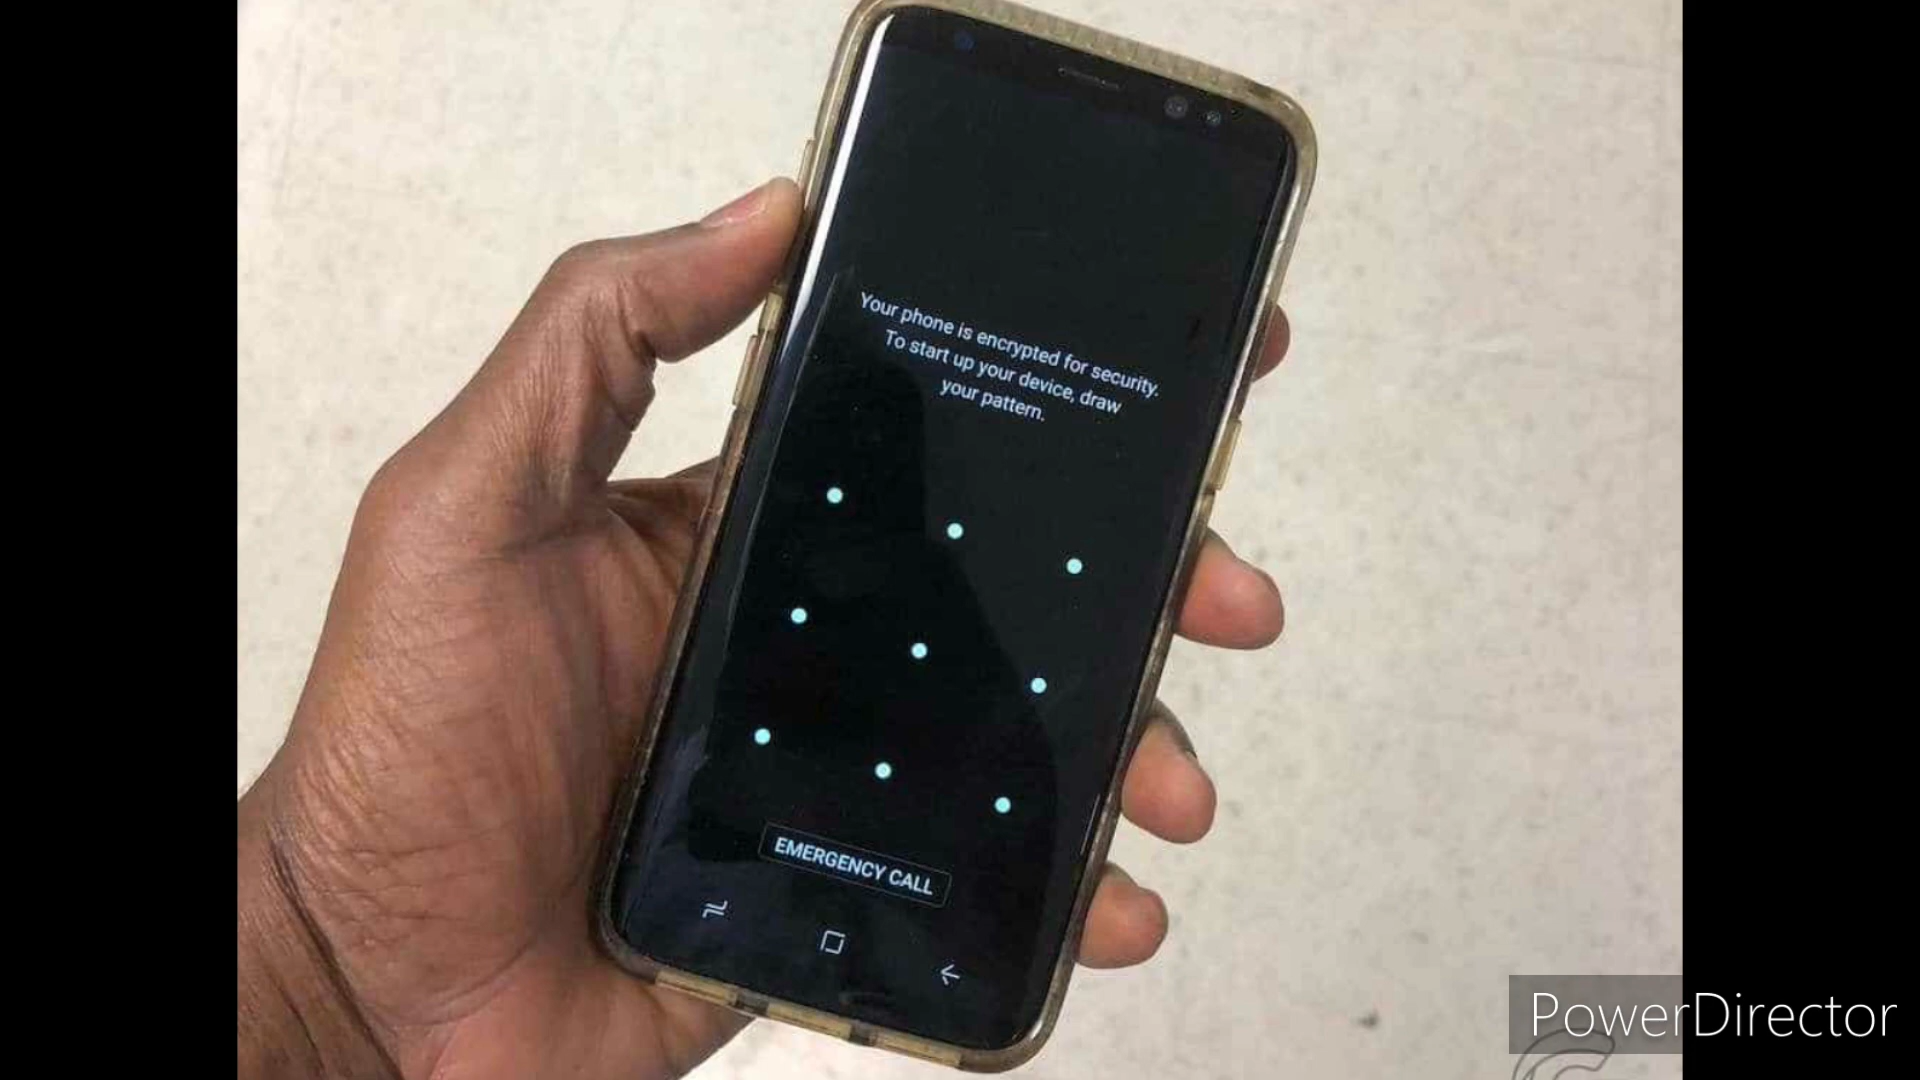 Your phone is encrypted for security.
To start up your device, draw
your pattern.
EMERGENCY CALL
PowerDirector